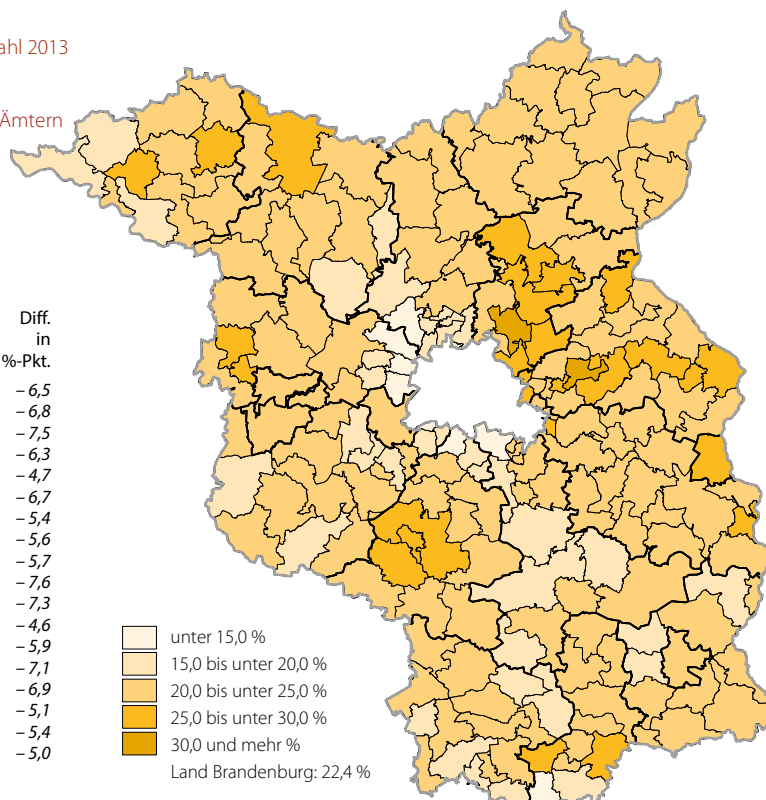 ahl 2013
Ämtern
Diff.
in
%-Pkt.
– 6,5
– 6,8
– 7,5
– 6,3
– 4,7
– 6,7
– 5,4
– 5,6
– 5,7
– 7,6
– 7,3
– 4,6
– 5,9
– 7,1
– 6,9
– 5,1
– 5,4
– 5,0
unter 15,0 %
15,0 bis unter 20,0 %
20,0 bis unter 25,0 %
25,0 bis unter 30,0 %
30,0 und mehr %
Land Brandenburg: 22,4 %